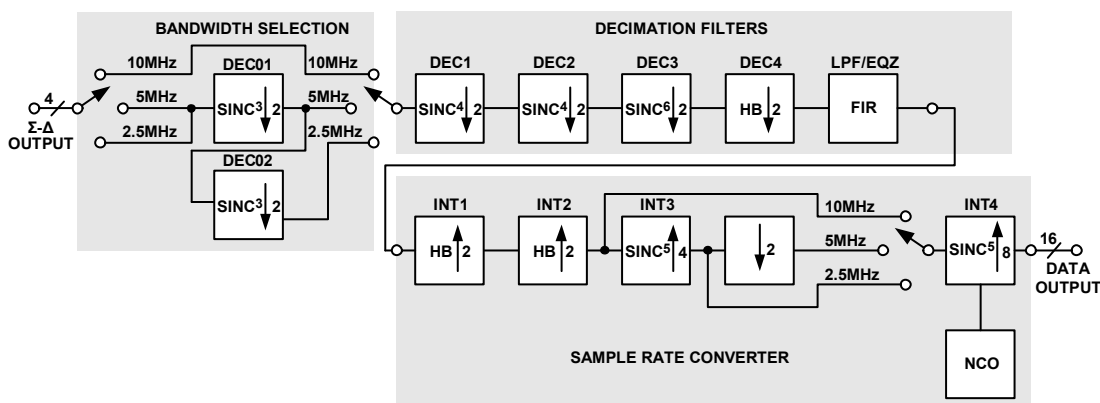 BANDWIDTH SELECTION
10MHz
10MHz
DEC01
4
5MHz
SINC3
2
5MHz
Σ-Δ
OUTPUT
2.5MHz
2.5MHz
DEC02
SINC3
2
DECIMATION FILTERS
DEC1
DEC2
DEC3
DEC4
LPF/EQZ
SINC4
2
SINC4
2
SINC6
2
HB
2
FIR
INT1
INT2
INT3
10MHz
INT4
HB
2
HB
2
SINC5
4
2
5MHz
SINC5
8
16
DATA
OUTPUT
2.5MHz
SAMPLE RATE CONVERTER
NCO